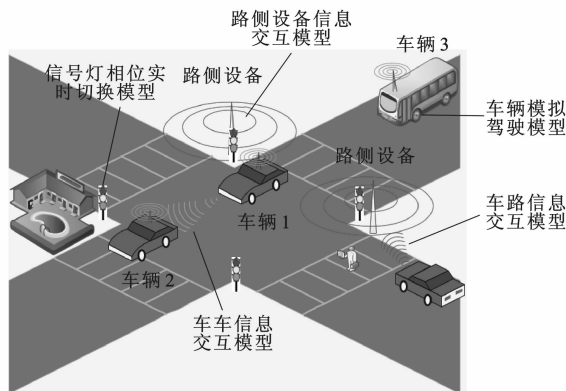 路侧设备信息
交互模型
车辆3
信号灯相位实
时切换模型
路侧设备
车辆模拟
驾驶模型
路侧设备
车路信息
交互模型
车辆1
车辆2
车车信息
交互模型